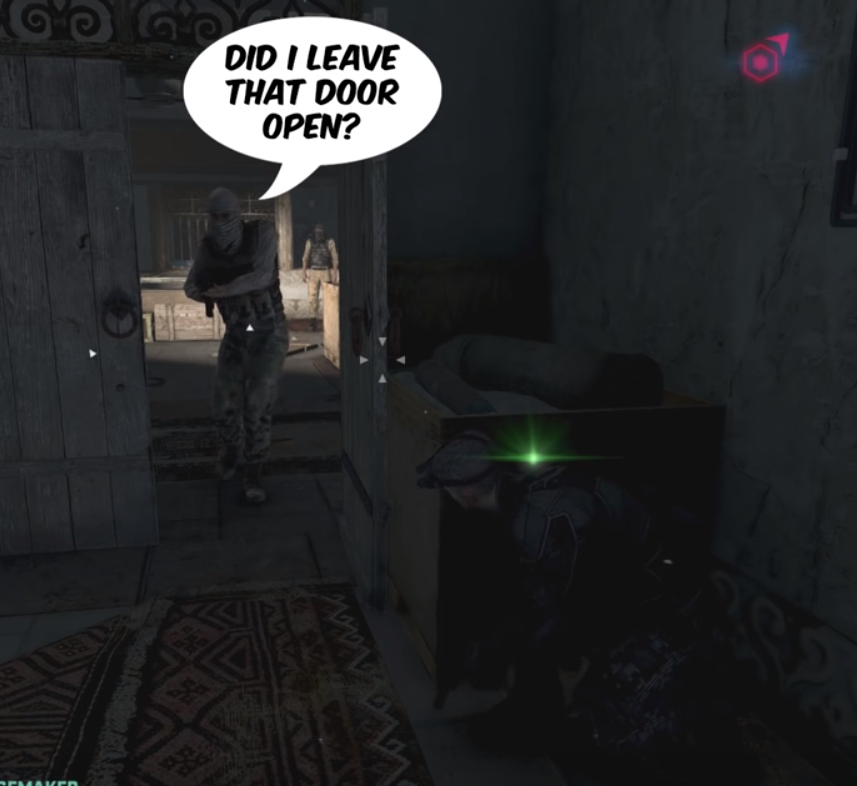 DID I LEAVE
THAT DOOR
OPEN?